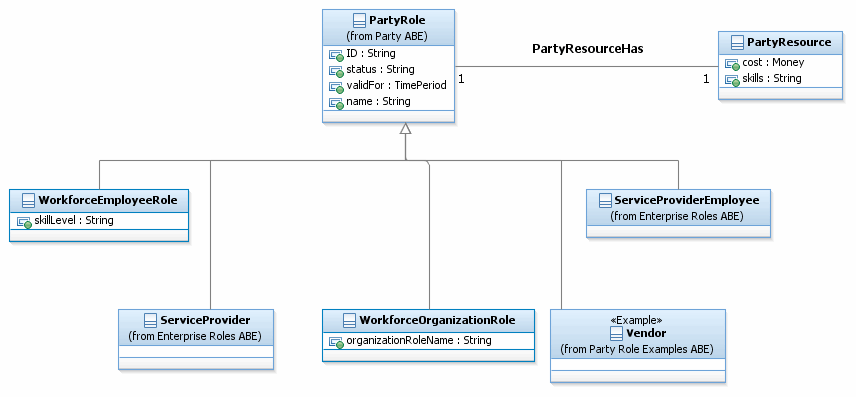 PartyRole
(from Party ABE)
ID : String
status : String
validFor : TimePeriod
name : String
PartyResourceHas
1
1
PartyResource
cost : Money
skills : String
WorkforceEmployeeRole
skillLevel : String
ServiceProviderEmployee
(from Enterprise Roles ABE)
ServiceProvider
(from Enterprise Roles ABE)
WorkforceOrganizationRole
organizationRoleName : String
«Example»
Vendor
(from Party Role Examples ABE)